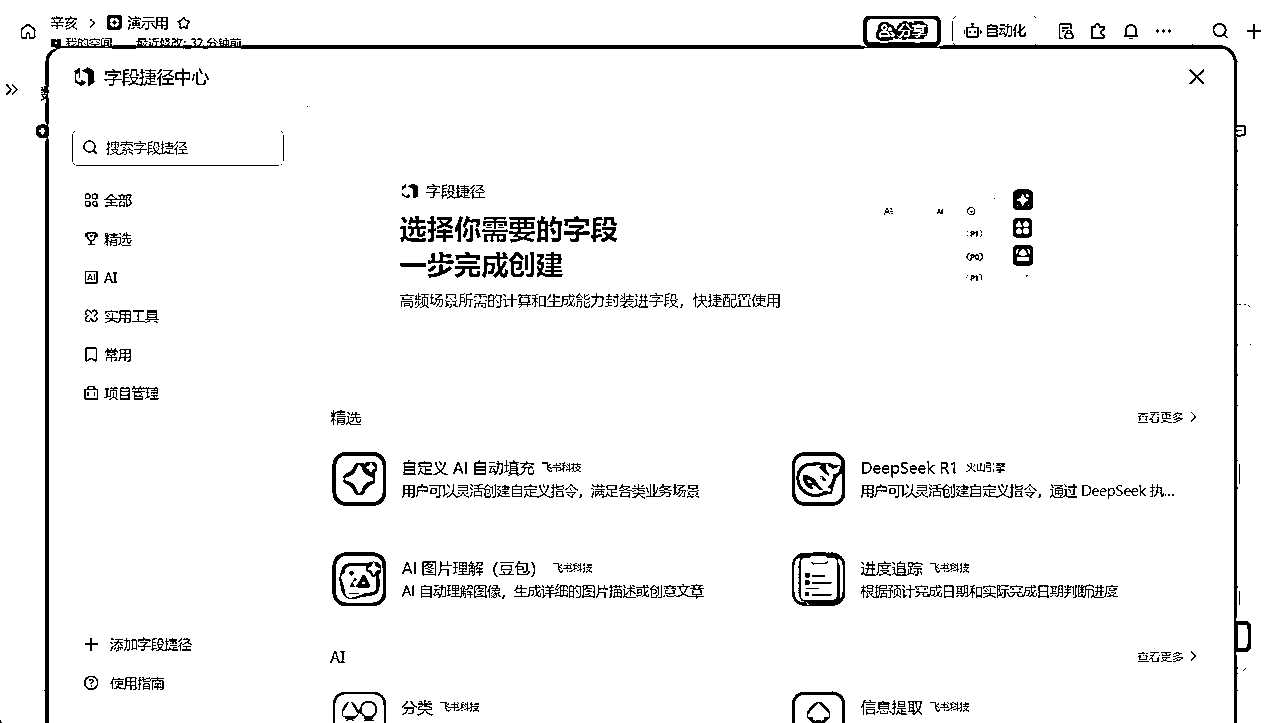 辛亥 > 演示用
我的空间 最近修改: 32 分钟前
分享
自动化
字段捷径中心
搜索字段捷径
全部
精选
AI
实用工具
常用
项目管理
添加字段捷径
使用指南
字段捷径
选择你需要的字段
一步完成创建
高频场景所需的计算和生成能力封装进字段，快捷配置使用
精选
查看更多 >
自定义 AI 自动填充 飞书科技
用户可以灵活创建自定义指令，满足各类业务场景
DeepSeek R1 火山引擎
用户可以灵活创建自定义指令，通过 DeepSeek 执...
AI 图片理解（豆包） 飞书科技
AI 自动理解图像，生成详细的图片描述或创意文章
进度追踪 飞书科技
根据预计完成日期和实际完成日期判断进度
AI
查看更多 >
分类 飞书科技
信息提取 飞书科技